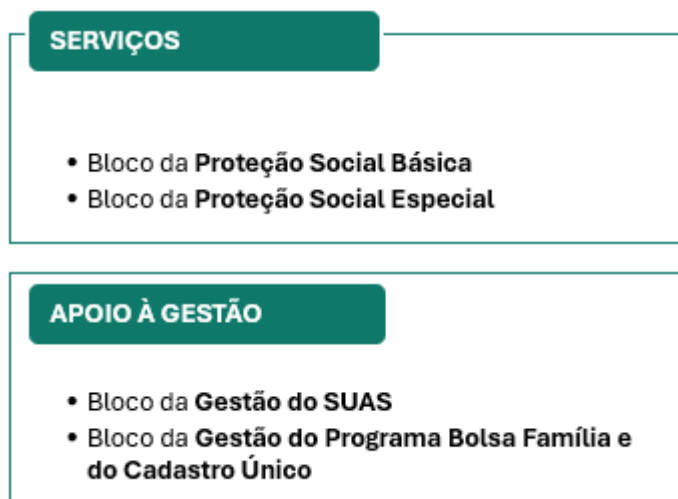 SERVIÇOS
• Bloco da Proteção Social Básica
• Bloco da Proteção Social Especial
APOIO À GESTÃO
• Bloco da Gestão do SUAS
• Bloco da Gestão do Programa Bolsa Família e
do Cadastro Único